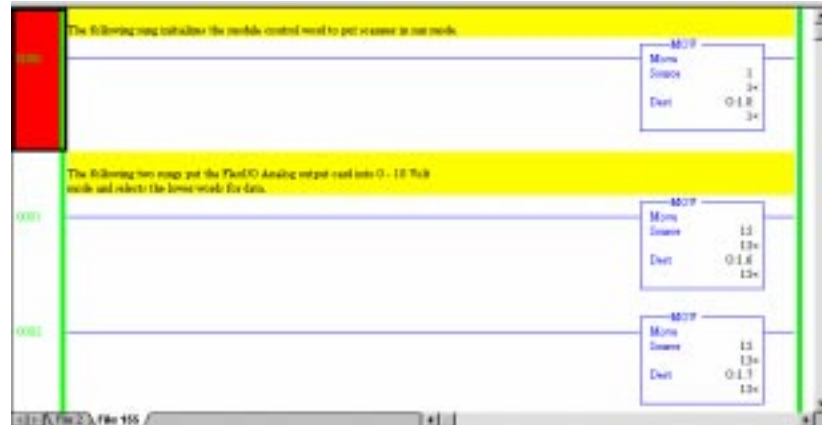 The following rung initializes the module control word to put scanner in run mode.
0000
MOV
Move
Source 1
1<
Dest O:1.0
1<
The following two rungs put the Flex I/O Analog output card into 0 - 10 Volt
mode and selects the lower words for data.
0001
MOV
Move
Source
13<
Dest O:1.6
13<
0002
MOV
Move
Source
13<
Dest O:1.7
13<
File 2 File 155